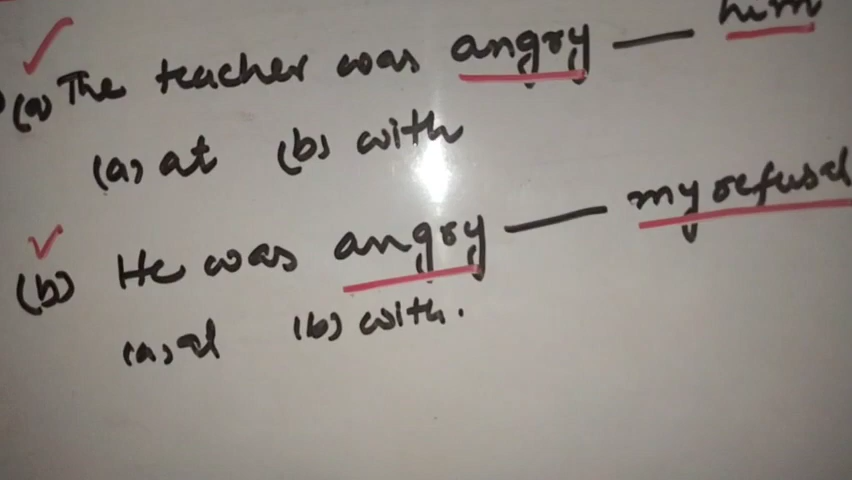 (a) The teacher was angry — him
(a) at (b) with
(b) He was angry — my refusal
(a) at (b) with.